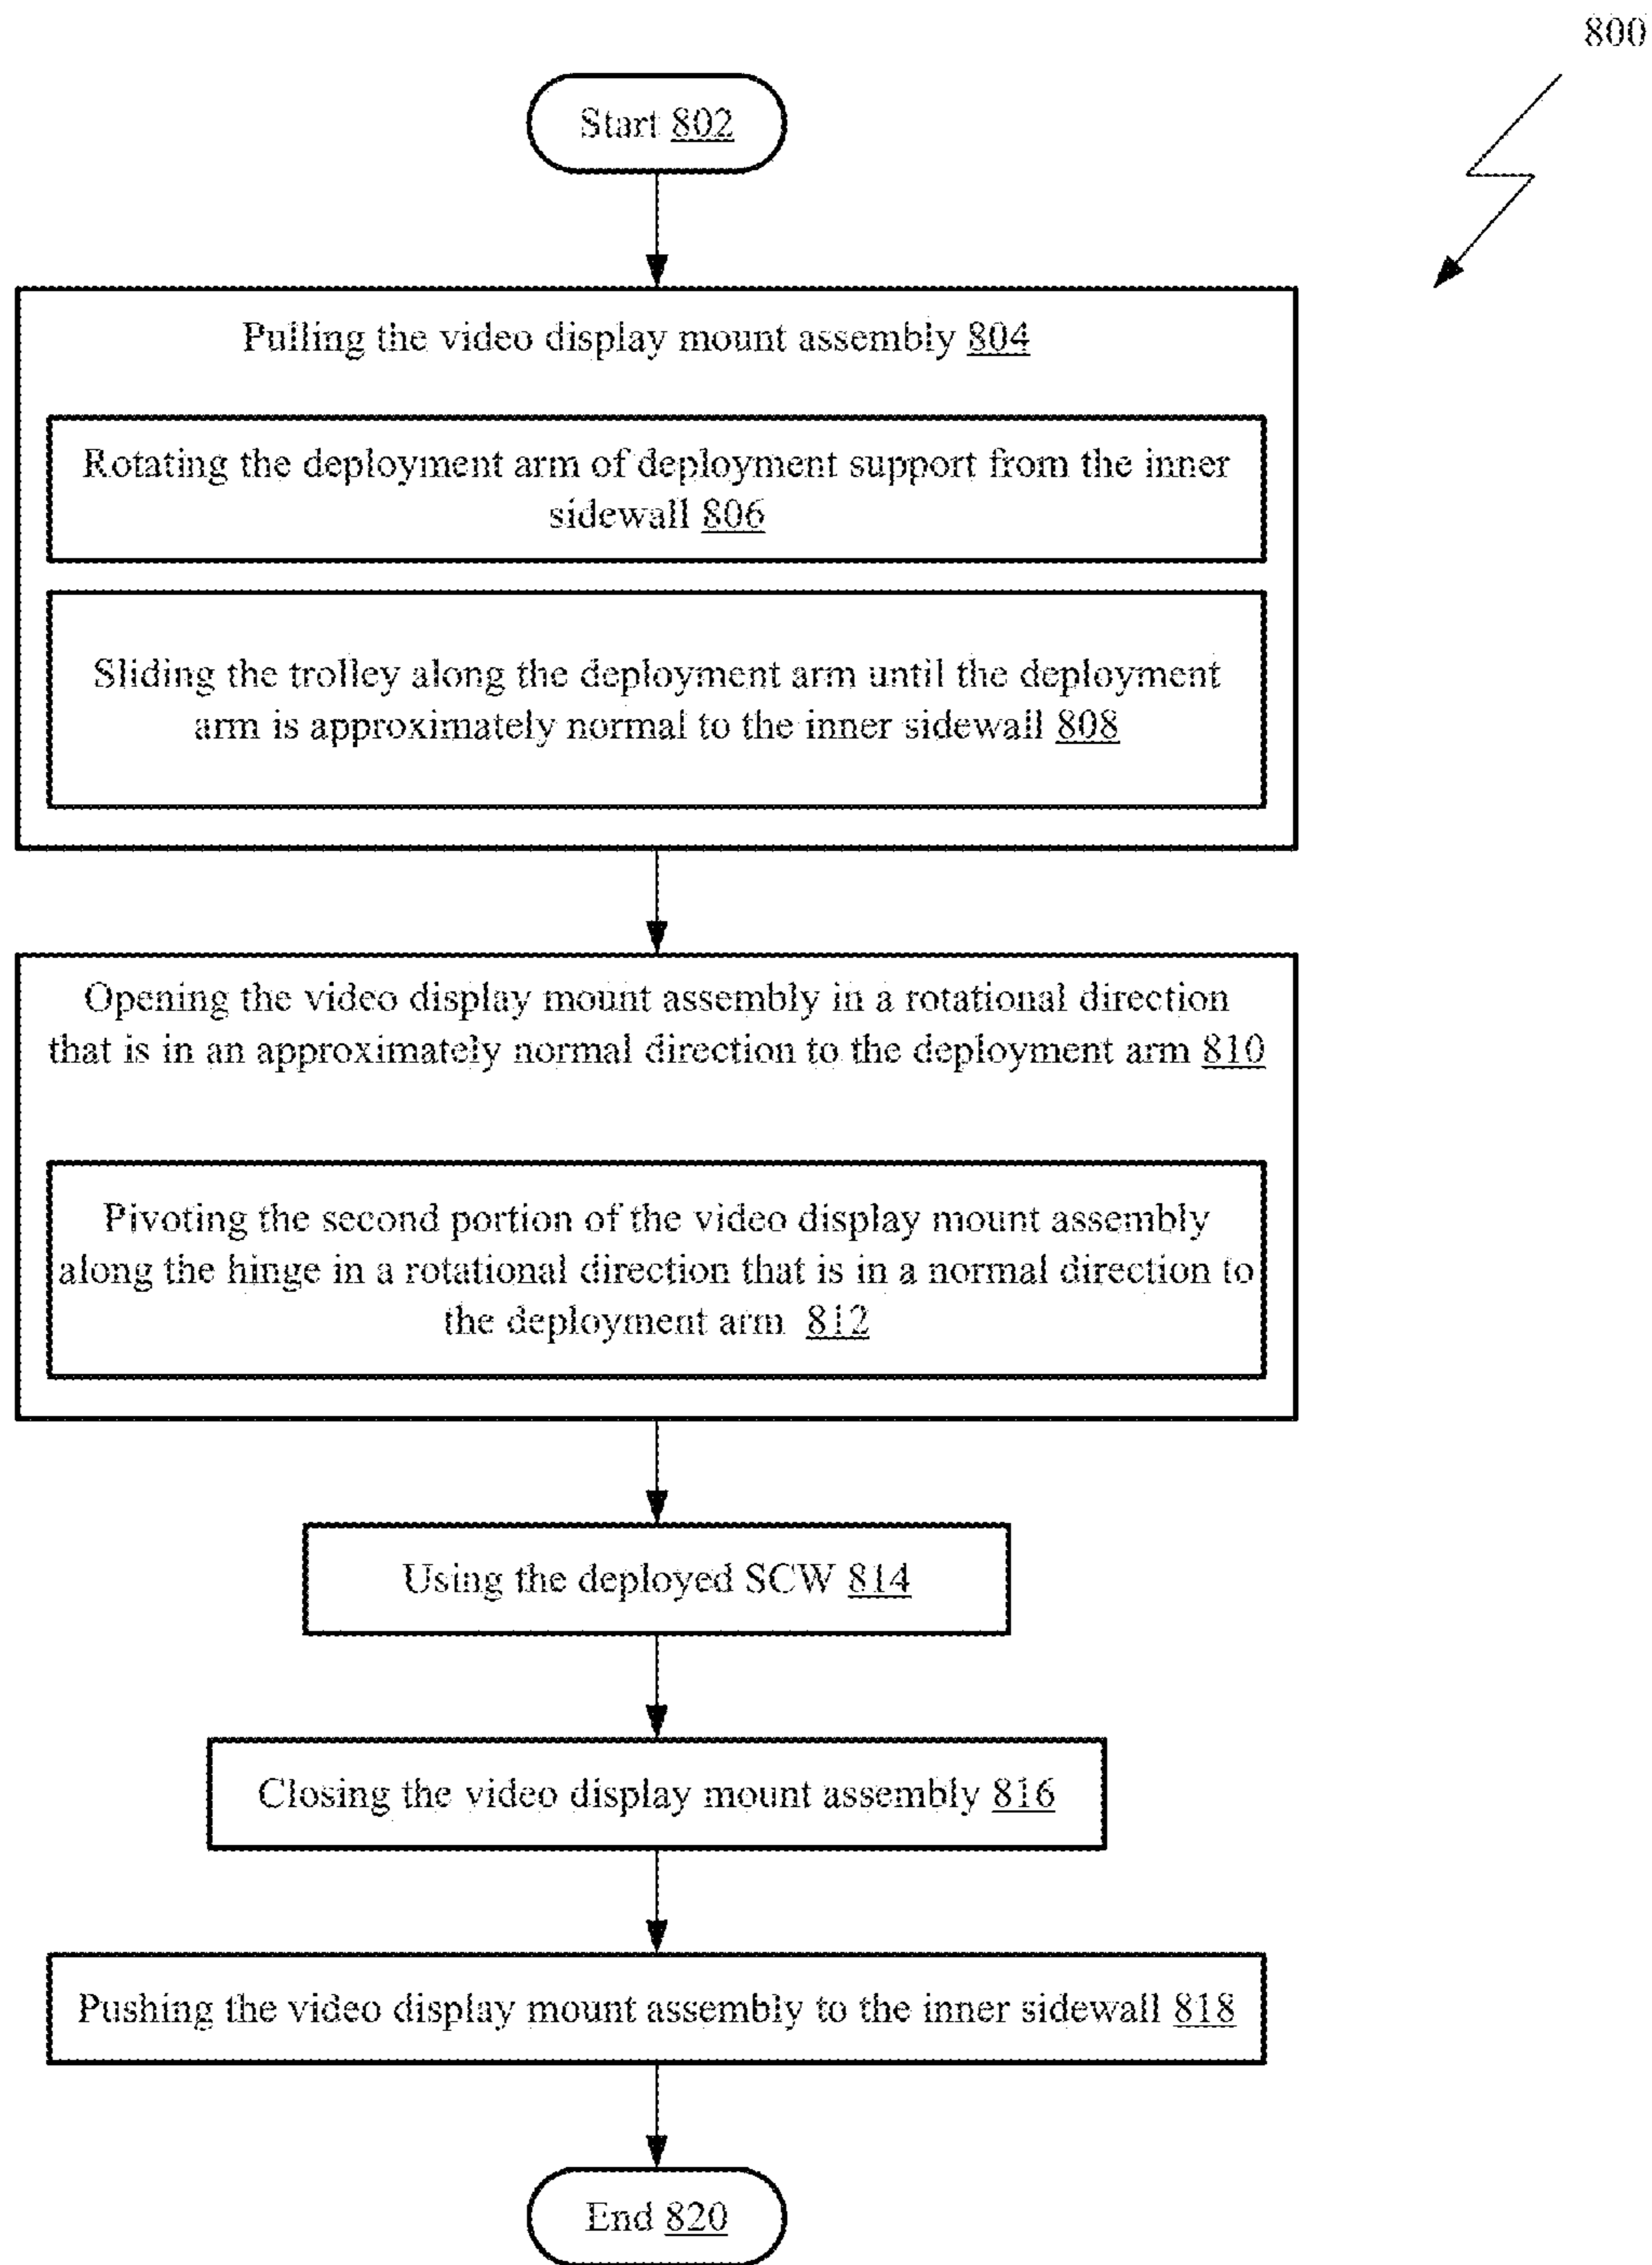 800
Start 802
Pulling the video display mount assembly 804
Rotating the deployment arm of deployment support from the inner
sidewall 806
Sliding the trolley along the deployment arm until the deployment
arm is approximately normal to the inner sidewall 808
Opening the video display mount assembly in a rotational direction
that is in an approximately normal direction to the deployment arm 810
Pivoting the second portion of the video display mount assembly
along the hinge in a rotational direction that is in a normal direction to
the deployment arm 812
Using the deployed SCW 814
Closing the video display mount assembly 816
Pushing the video display mount assembly to the inner sidewall 818
End 820